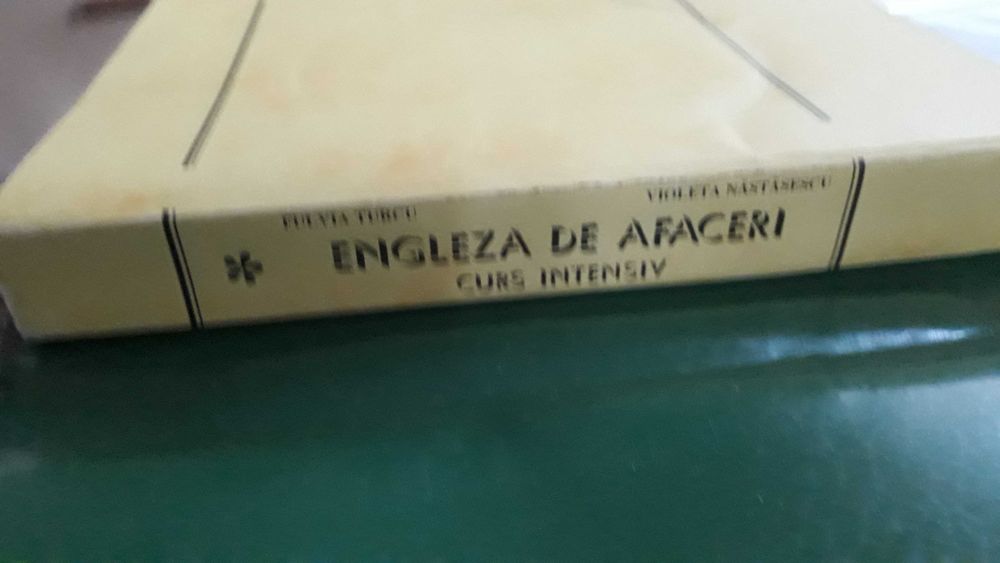 FULVIA TURCU
VIOLETA NĂSTĂSESCU
ENGLEZA DE AFACERI
CURS INTENSIV